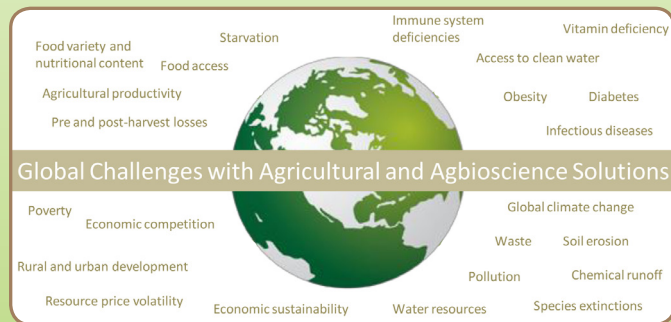 Food variety and
nutritional content
Food access
Starvation
Immune system
deficiencies
Vitamin deficiency
Access to clean water
Agricultural productivity
Obesity
Diabetes
Pre and post-harvest losses
Infectious diseases
Global Challenges with Agricultural and Agbioscience Solutions
Poverty
Economic competition
Global climate change
Waste
Soil erosion
Rural and urban development
Pollution
Chemical runoff
Resource price volatility
Economic sustainability
Water resources
Species extinctions